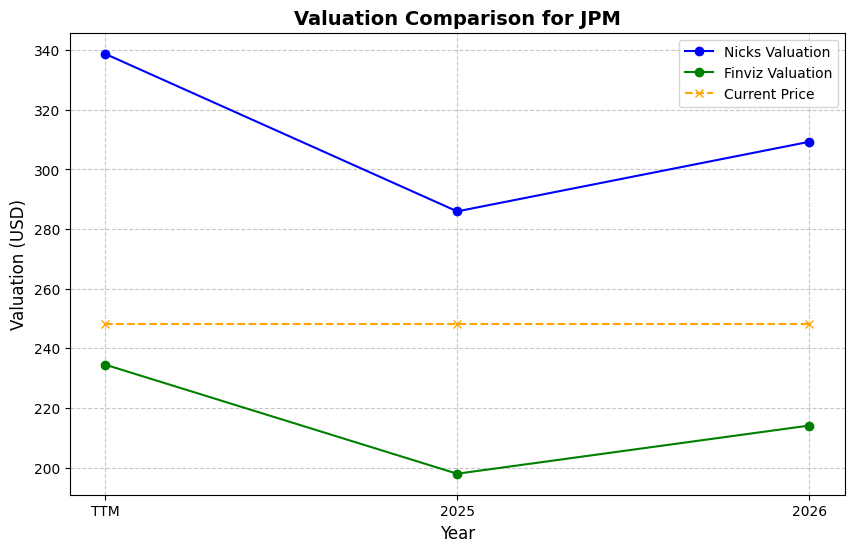 Valuation Comparison for JPM
Nicks Valuation
Finviz Valuation
Current Price
Valuation (USD)
340
320
300
280
260
240
220
200
TTM
2025
2026
Year